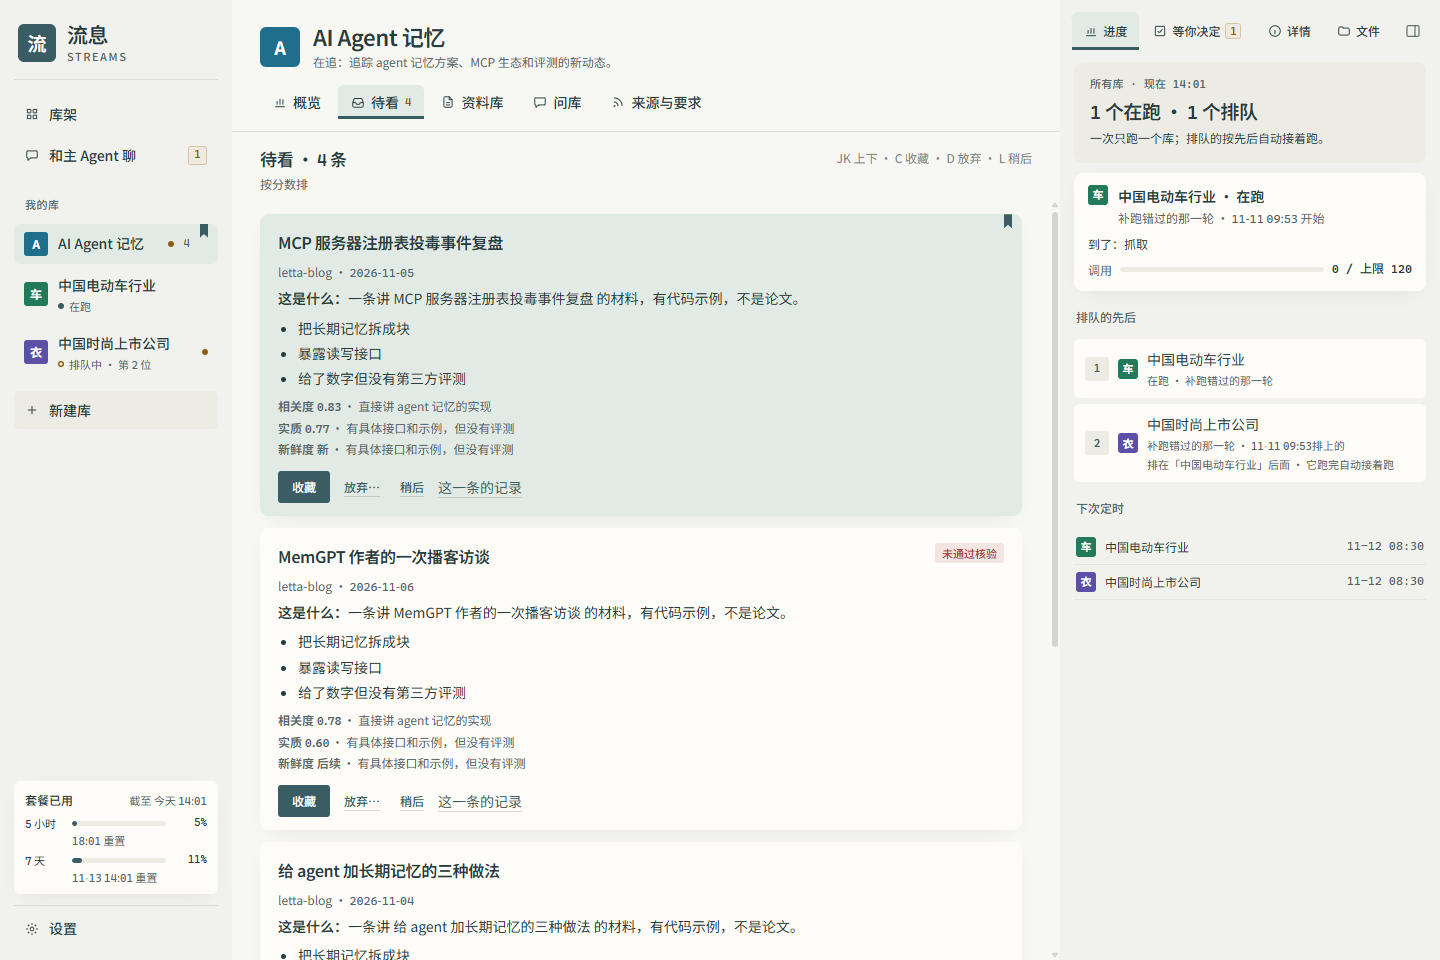 流
流息
STREAMS
库架
和主 Agent 聊
1
我的库
A
AI Agent 记忆
4
车
中国电动车行业
在跑
衣
中国时尚上市公司
排队中 · 第 2 位
新建库
套餐已用
截至 今天 14:01
5 小时
5%
18:01 重置
7 天
11%
11-13 14:01 重置
设置
A
AI Agent 记忆
在追：追踪 agent 记忆方案、MCP 生态和评测的新动态。
概览
待看 4
资料库
问库
来源与要求
待看 · 4 条
JK 上下 · C 收藏 · D 放弃 · L 稍后
按分数排
MCP 服务器注册表投毒事件复盘
letta-blog · 2026-11-05
这是什么：一条讲 MCP 服务器注册表投毒事件复盘 的材料，有代码示例，不是论文。
• 把长期记忆拆成块
• 暴露读写接口
• 给了数字但没有第三方评测
相关度 0.83 · 直接讲 agent 记忆的实现
实质 0.77 · 有具体接口和示例，但没有评测
新鲜度 新 · 有具体接口和示例，但没有评测
收藏 放弃… 稍后 这一条的记录
MemGPT 作者的一次播客访谈
未通过核验
letta-blog · 2026-11-06
这是什么：一条讲 MemGPT 作者的一次播客访谈 的材料，有代码示例，不是论文。
• 把长期记忆拆成块
• 暴露读写接口
• 给了数字但没有第三方评测
相关度 0.78 · 直接讲 agent 记忆的实现
实质 0.60 · 有具体接口和示例，但没有评测
新鲜度 后续 · 有具体接口和示例，但没有评测
收藏 放弃… 稍后 这一条的记录
给 agent 加长期记忆的三种做法
letta-blog · 2026-11-04
这是什么：一条讲 给 agent 加长期记忆的三种做法 的材料，有代码示例，不是论文。
• 把长期记忆拆成块
进度
等你决定 1
详情
文件
所有库 · 现在 14:01
1 个在跑 · 1 个排队
一次只跑一个库；排队的按先后自动接着跑。
车
中国电动车行业 · 在跑
补跑错过的那一轮 · 11-11 09:53 开始
到了：抓取
调用
0 / 上限 120
排队的先后
1
车
中国电动车行业
在跑 · 补跑错过的那一轮
2
衣
中国时尚上市公司
补跑错过的那一轮 · 11-11 09:53排上的
排在「中国电动车行业」后面 · 它跑完自动接着跑
下次定时
车 中国电动车行业 11-12 08:30
衣 中国时尚上市公司 11-12 08:30